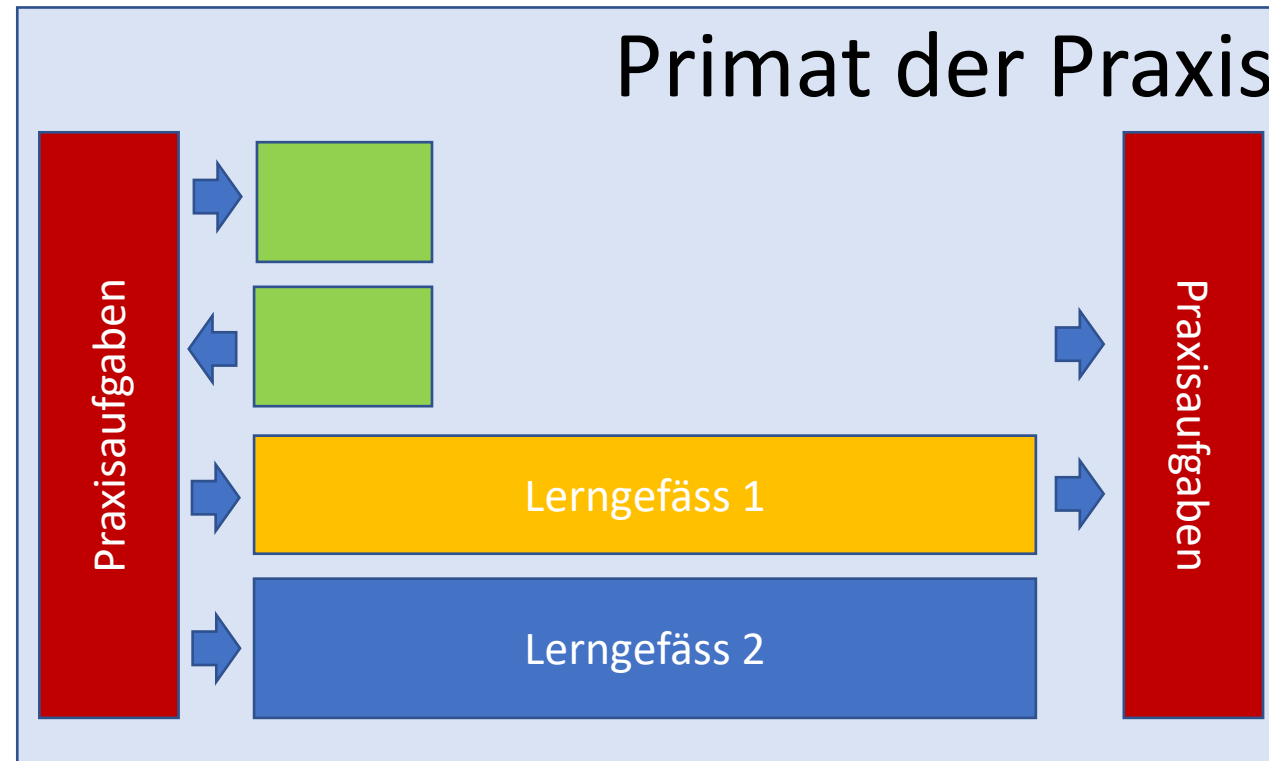 Primat der Praxis
Praxisaufgaben
Lerngefäss 1
Lerngefäss 2
Praxisaufgaben